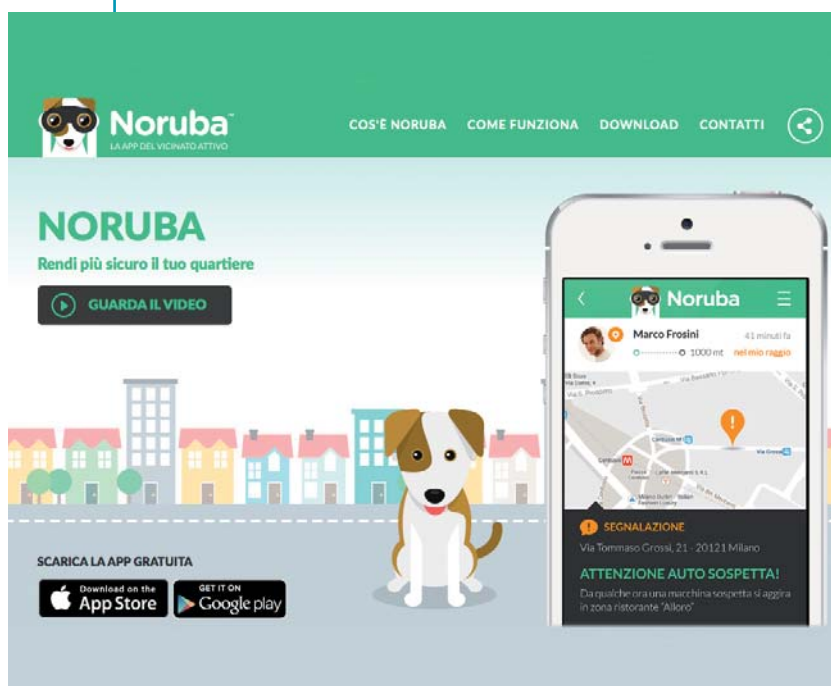 Noruba™
LA APP DEL VICINATO ATTIVO
COS'È NORUBA COME FUNZIONA DOWNLOAD CONTATTI
NORUBA
Rendi più sicuro il tuo quartiere
GUARDA IL VIDEO
SCARICA LA APP GRATUITA
Download on the
App Store
GET IT ON
Google play
Noruba
Marco Frosini 41 minuti fa
1000 mt nel mio raggio
Via Grossi
SEGNALAZIONE
Via Tommaso Grossi, 21 - 20121 Milano
ATTENZIONE AUTO SOSPETTA!
Da qualche ora una macchina sospetta si aggira
in zona ristorante "Alloro"